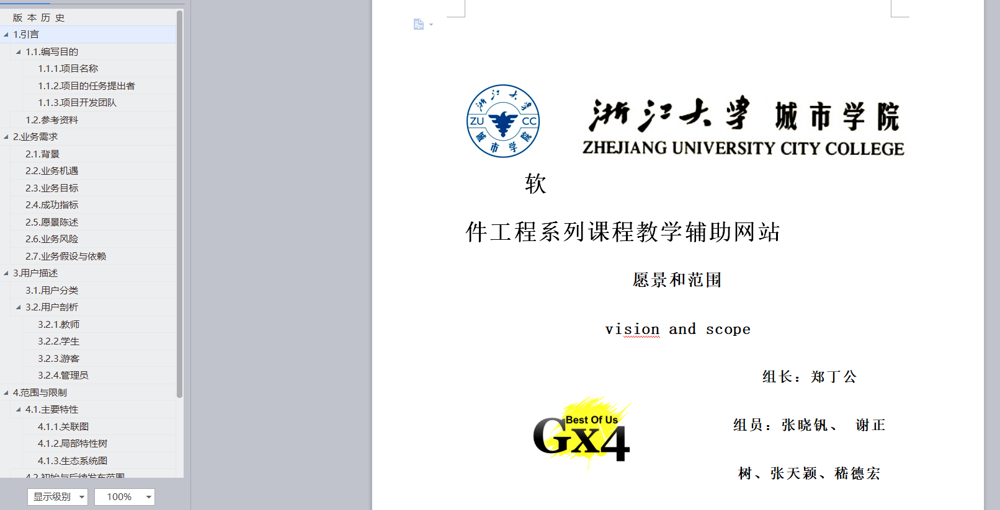 版 本 历 史
1.引言
1.1.编写目的
1.1.1.项目名称
1.1.2.项目的任务提出者
1.1.3.项目开发团队
1.2.参考资料
2.业务需求
2.1.背景
2.2.业务机遇
2.3.业务目标
2.4.成功指标
2.5.愿景陈述
2.6.业务风险
2.7.业务假设与依赖
3.用户描述
3.1.用户分类
3.2.用户剖析
3.2.1.教师
3.2.2.学生
3.2.3.游客
3.2.4.管理员
4.范围与限制
4.1.主要特性
4.1.1.关联图
4.1.2.局部特性树
4.1.3.生态系统图
4.2.初始与后续发布范围
显示级别
100%
浙江大学
ZU CC
城市学院
浙江大学 城市学院
ZHEJIANG UNIVERSITY CITY COLLEGE
软
件工程系列课程教学辅助网站
愿景和范围
vision and scope
组长：郑丁公
Best Of Us
Gx4
组员：张晓钒、 谢正
树、张天颖、嵇德宏